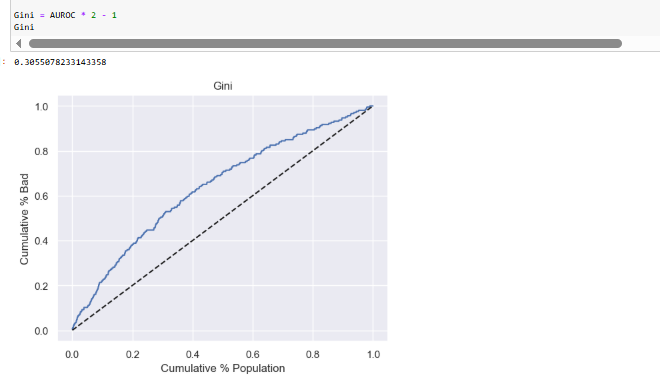 Gini = AUROC * 2 - 1
Gini
: 0.3055078233143358
Gini
1.0
0.8
0.6
0.4
0.2
0.0
Cumulative % Bad
0.0 0.2 0.4 0.6 0.8 1.0
Cumulative % Population